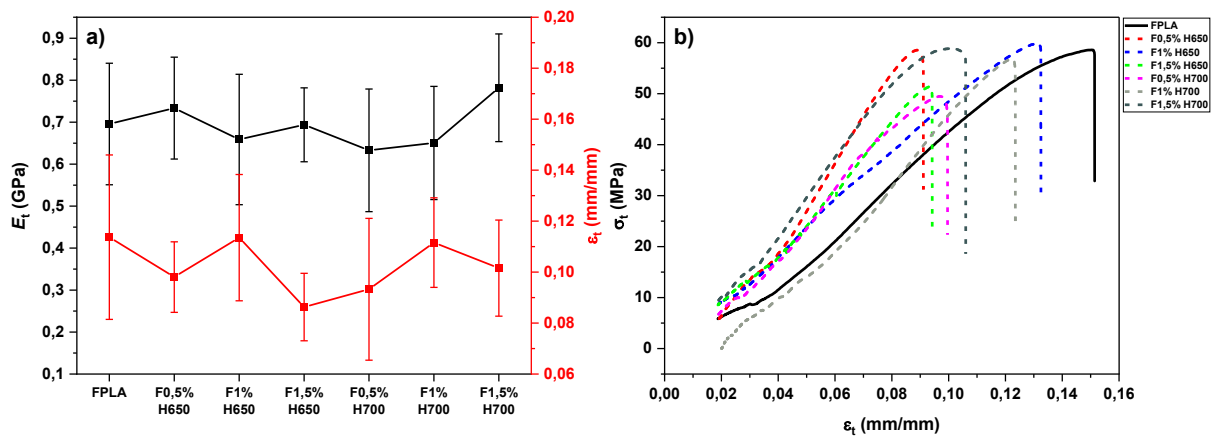 a)
0,9
0,8
0,7
0,6
0,5
0,4
0,3
0,2
0,1
E_t (GPa)
0,20
0,18
0,16
0,14
0,12
0,10
0,08
0,06
ε_t (mm/mm)
FPLA
F0,5% H650
F1% H650
F1,5% H650
F0,5% H700
F1% H700
F1,5% H700
b)
60
50
40
30
20
10
0
σ_t (MPa)
0,00
0,02
0,04
0,06
0,08
0,10
0,12
0,14
0,16
ε_t (mm/mm)
FPLA
F0,5% H650
F1% H650
F1,5% H650
F0,5% H700
F1% H700
F1,5% H700